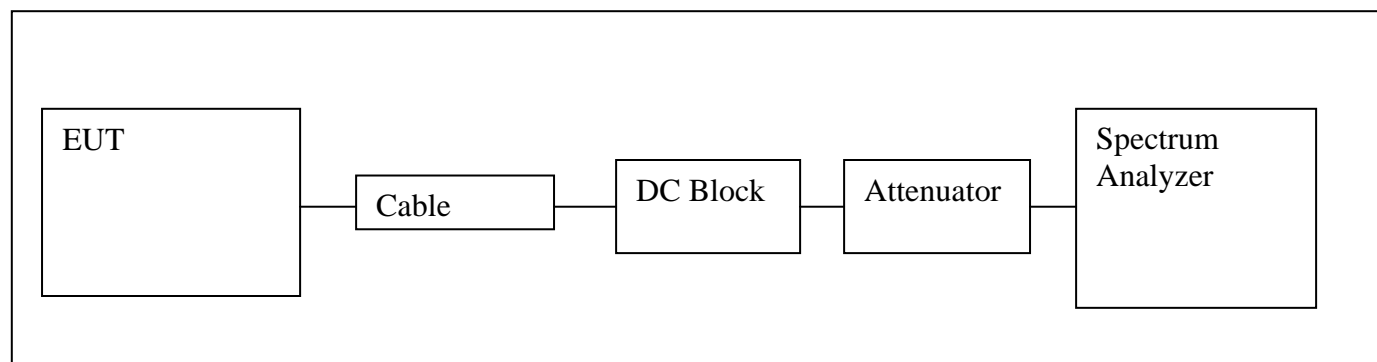 EUT
Cable
DC Block
Attenuator
Spectrum
Analyzer